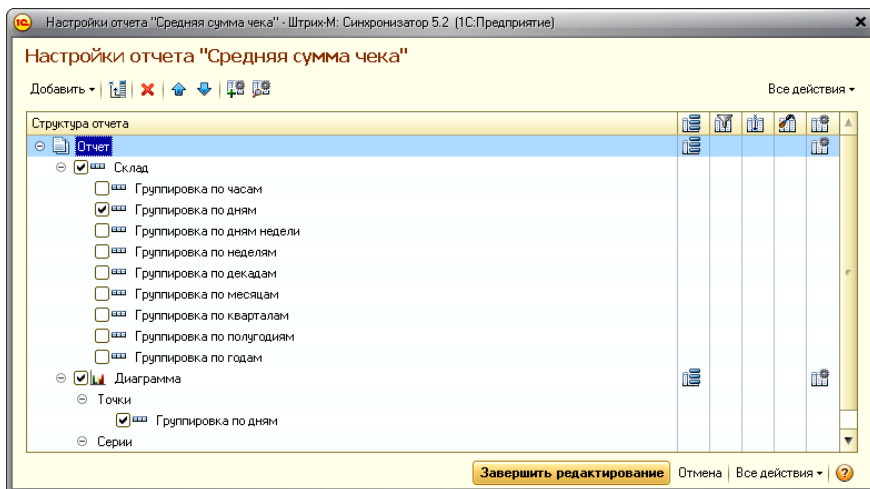 Настройки отчета "Средняя сумма чека" - Штрих-М: Синхронизатор 5.2 (1С:Предприятие)
Настройки отчета "Средняя сумма чека"
Добавить Все действия
Структура отчета
Отчет
Склад
Группировка по часам
Группировка по дням
Группировка по дням недели
Группировка по неделям
Группировка по декадам
Группировка по месяцам
Группировка по кварталам
Группировка по полугодиям
Группировка по годам
Диаграмма
Точки
Группировка по дням
Серии
Завершить редактирование Отмена Все действия ?